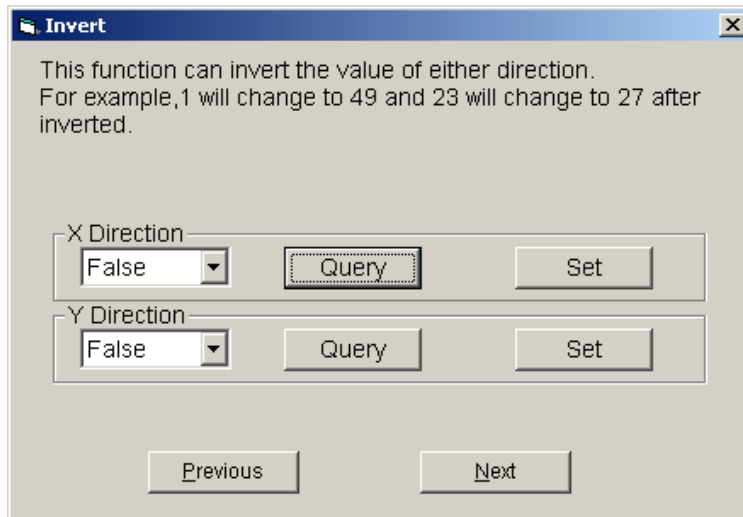 Invert
This function can invert the value of either direction.
For example,1 will change to 49 and 23 will change to 27 after
inverted.
X Direction
False Query Set
Y Direction
False Query Set
Previous Next